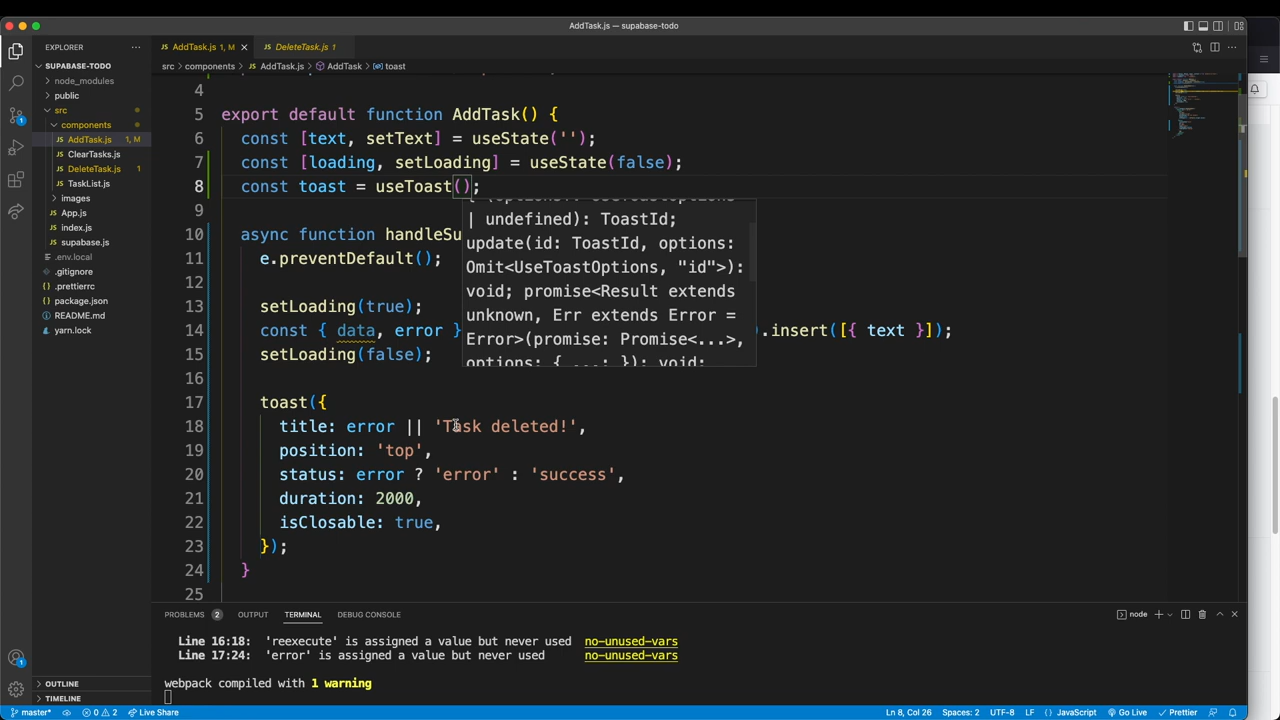 AddTask.js — supabase-todo
EXPLORER
AddTask.js 1, M
DeleteTask.js 1
SUPABASE-TODO
src > components > AddTask.js > AddTask > toast
node_modules
public
src
components
AddTask.js 1, M
ClearTasks.js
DeleteTask.js 1
TaskList.js
images
App.js
index.js
supabase.js
.env.local
.gitignore
.prettierrc
package.json
README.md
yarn.lock
4
5 export default function AddTask() {
6 const [text, setText] = useState('');
7 const [loading, setLoading] = useState(false);
8 const toast = useToast();
9
| undefined): ToastId;
update(id: ToastId, options:
Omit<UseToastOptions, "id">):
void; promise<Result extends
unknown, Err extends Error =
Error>(promise: Promise<...>,
options: { ...; }): void;
10 async function handleSu
11 e.preventDefault();
12
13 setLoading(true);
14 const { data, error } ).insert([{ text }]);
15 setLoading(false);
16
17 toast({
18 title: error || 'Task deleted!',
19 position: 'top',
20 status: error ? 'error' : 'success',
21 duration: 2000,
22 isClosable: true,
23 });
24 }
25
PROBLEMS 2 OUTPUT TERMINAL DEBUG CONSOLE
node
Line 16:18: 'reexecute' is assigned a value but never used no-unused-vars
Line 17:24: 'error' is assigned a value but never used no-unused-vars
webpack compiled with 1 warning
OUTLINE
TIMELINE
master* 0 2 Live Share
Ln 8, Col 26 Spaces: 2 UTF-8 LF { } JavaScript Go Live Prettier